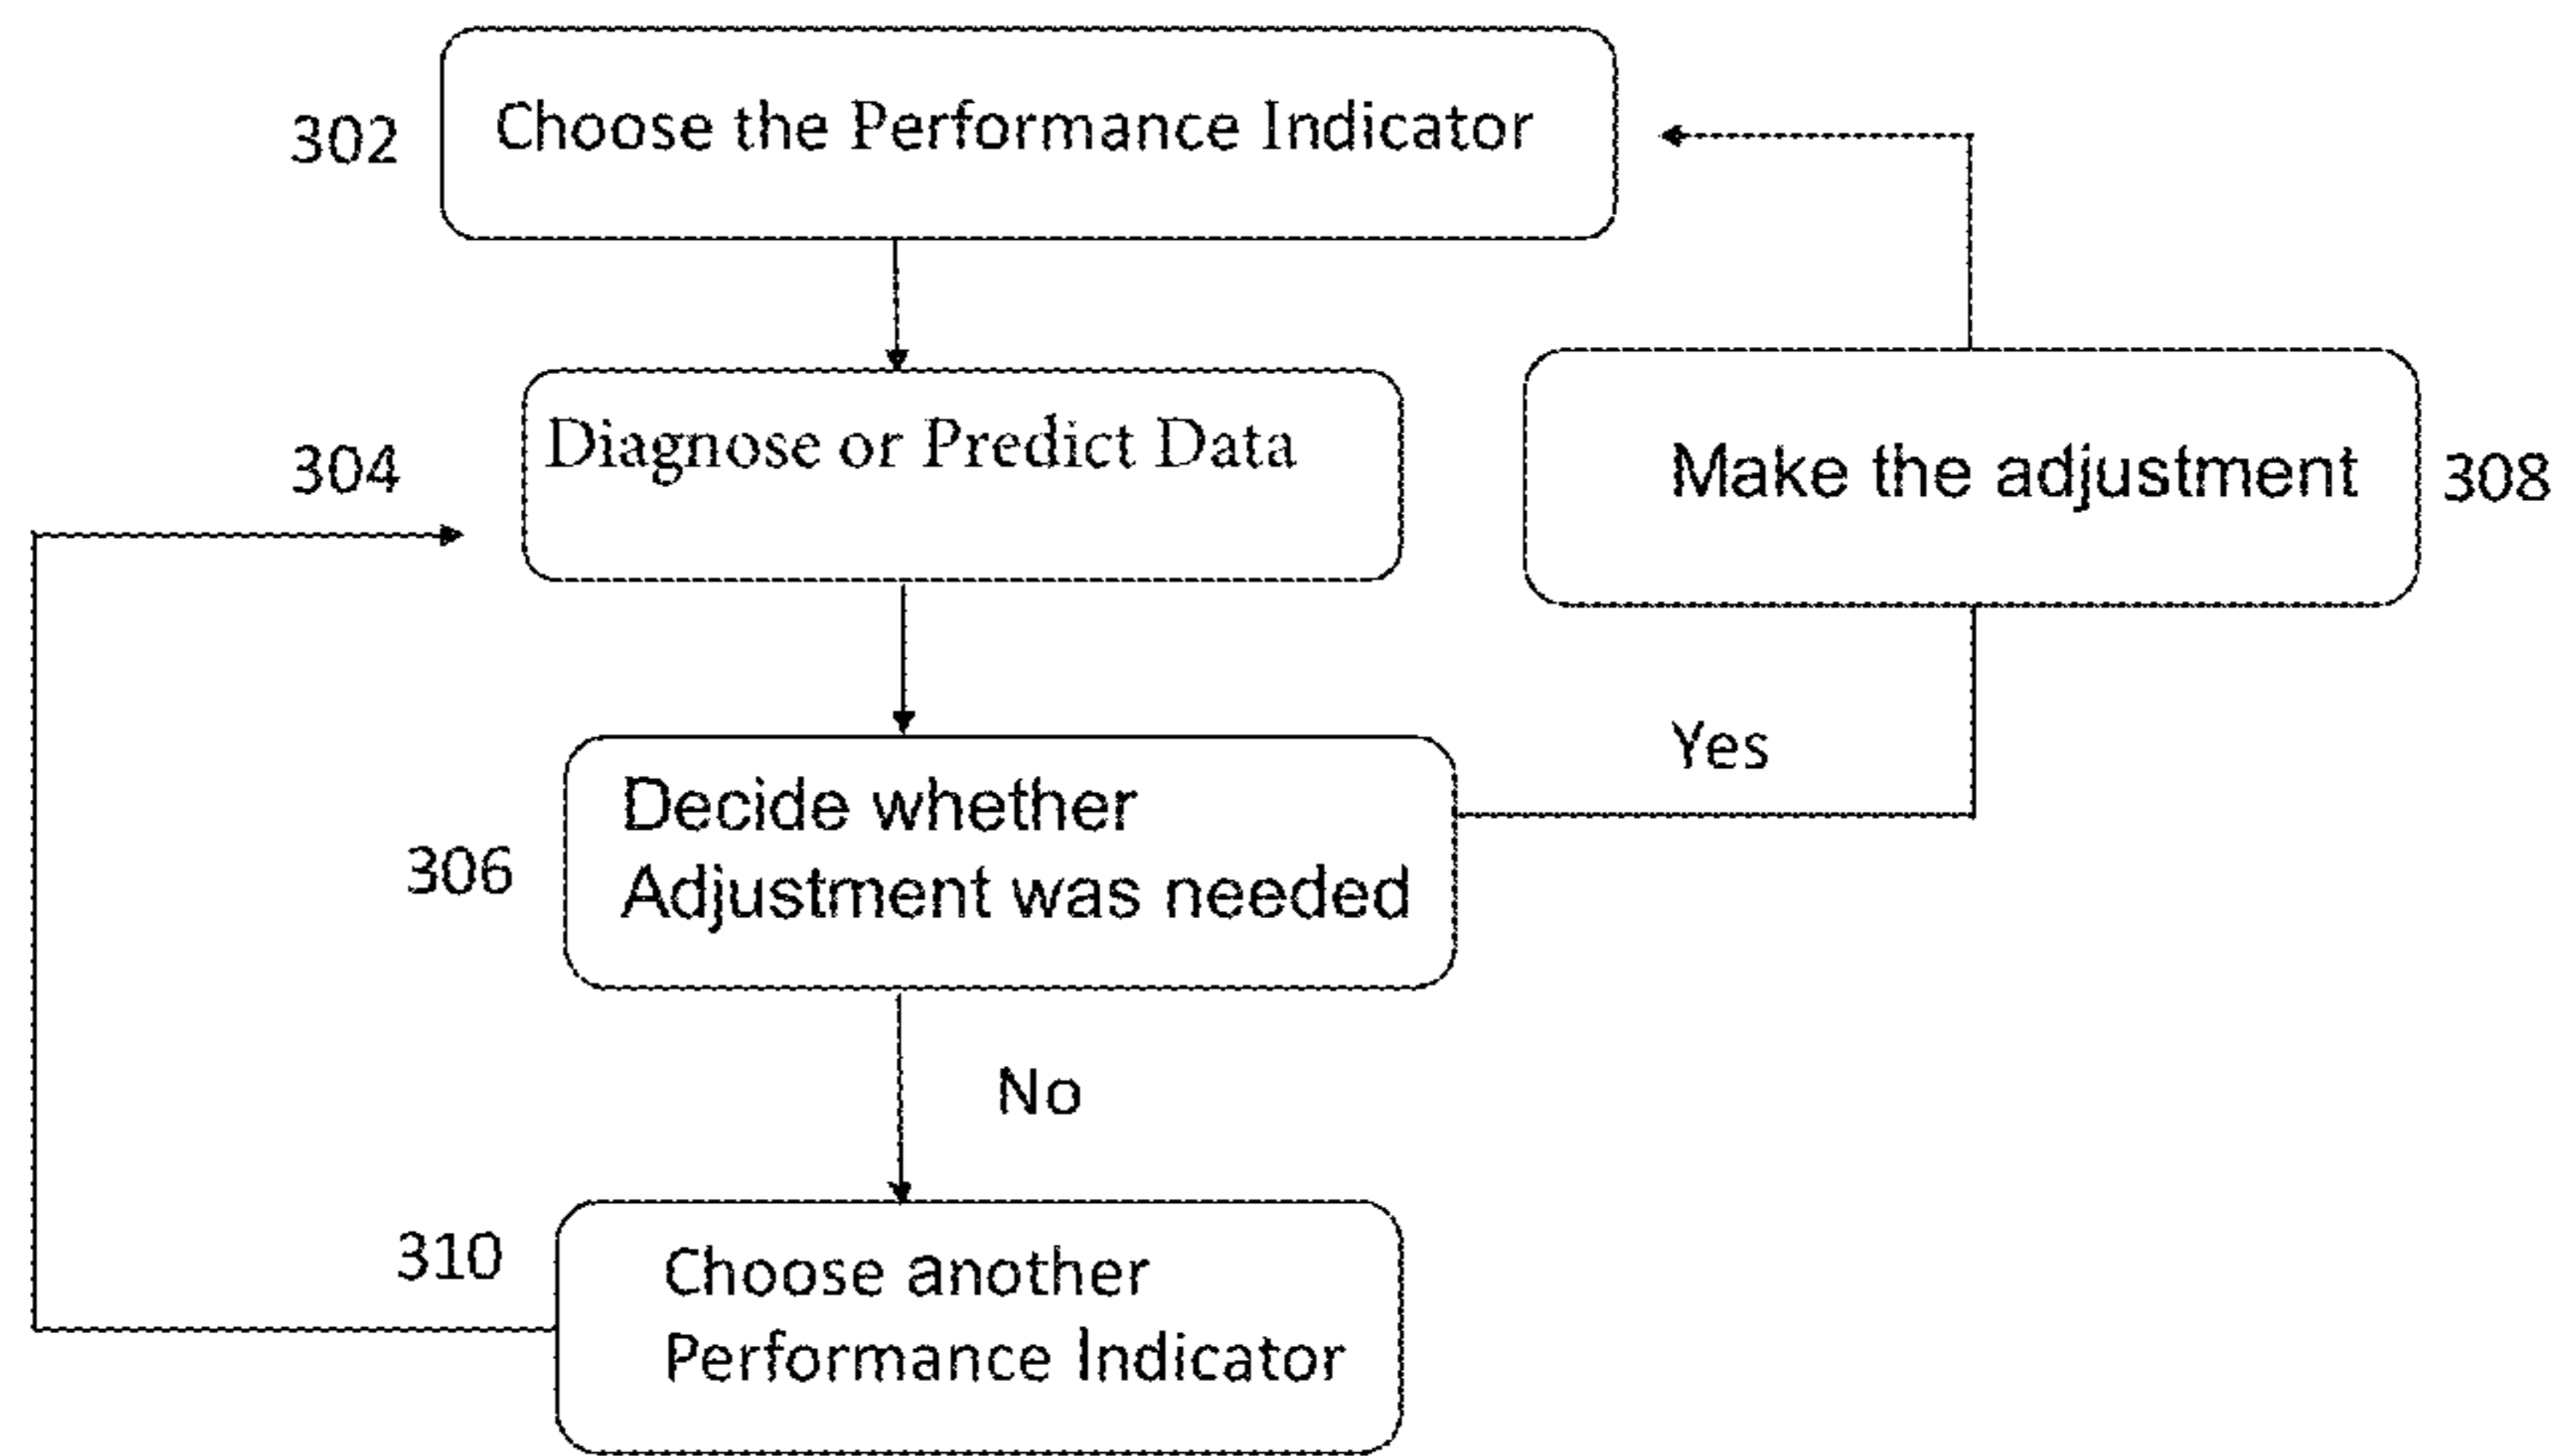 302
Choose the Performance Indicator
304
Diagnose or Predict Data
Make the adjustment
308
Yes
306
Decide whether
Adjustment was needed
No
310
Choose another
Performance Indicator